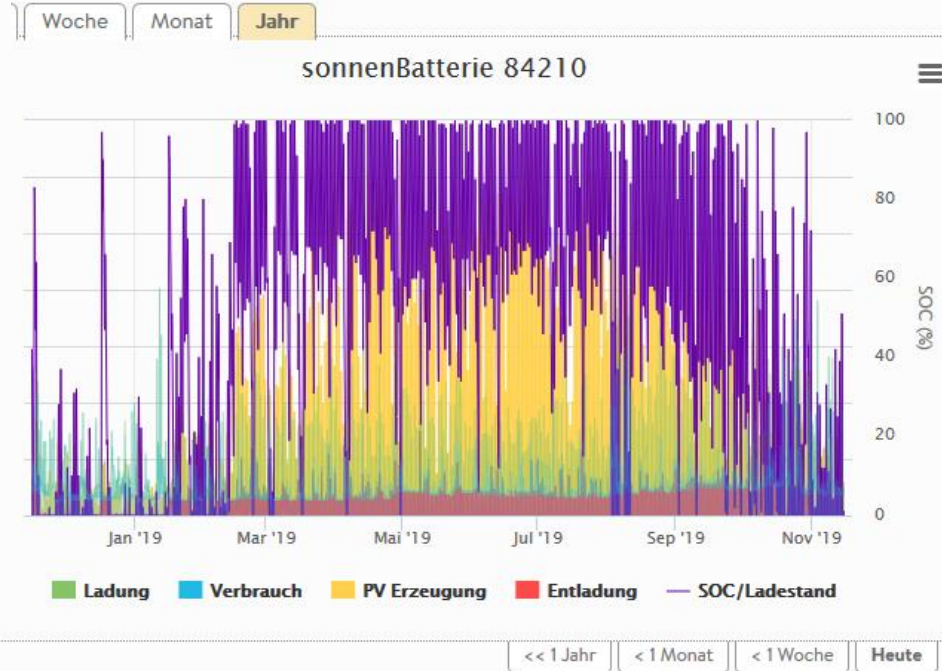 Woche Monat Jahr
sonnenBatterie 84210
100
80
60
40
20
0
SOC (%)
Jan '19 Mar '19 Mai '19 Jul '19 Sep '19 Nov '19
Ladung Verbrauch PV Erzeugung Entladung SOC/Ladestand
<< 1 Jahr < 1 Monat < 1 Woche Heute